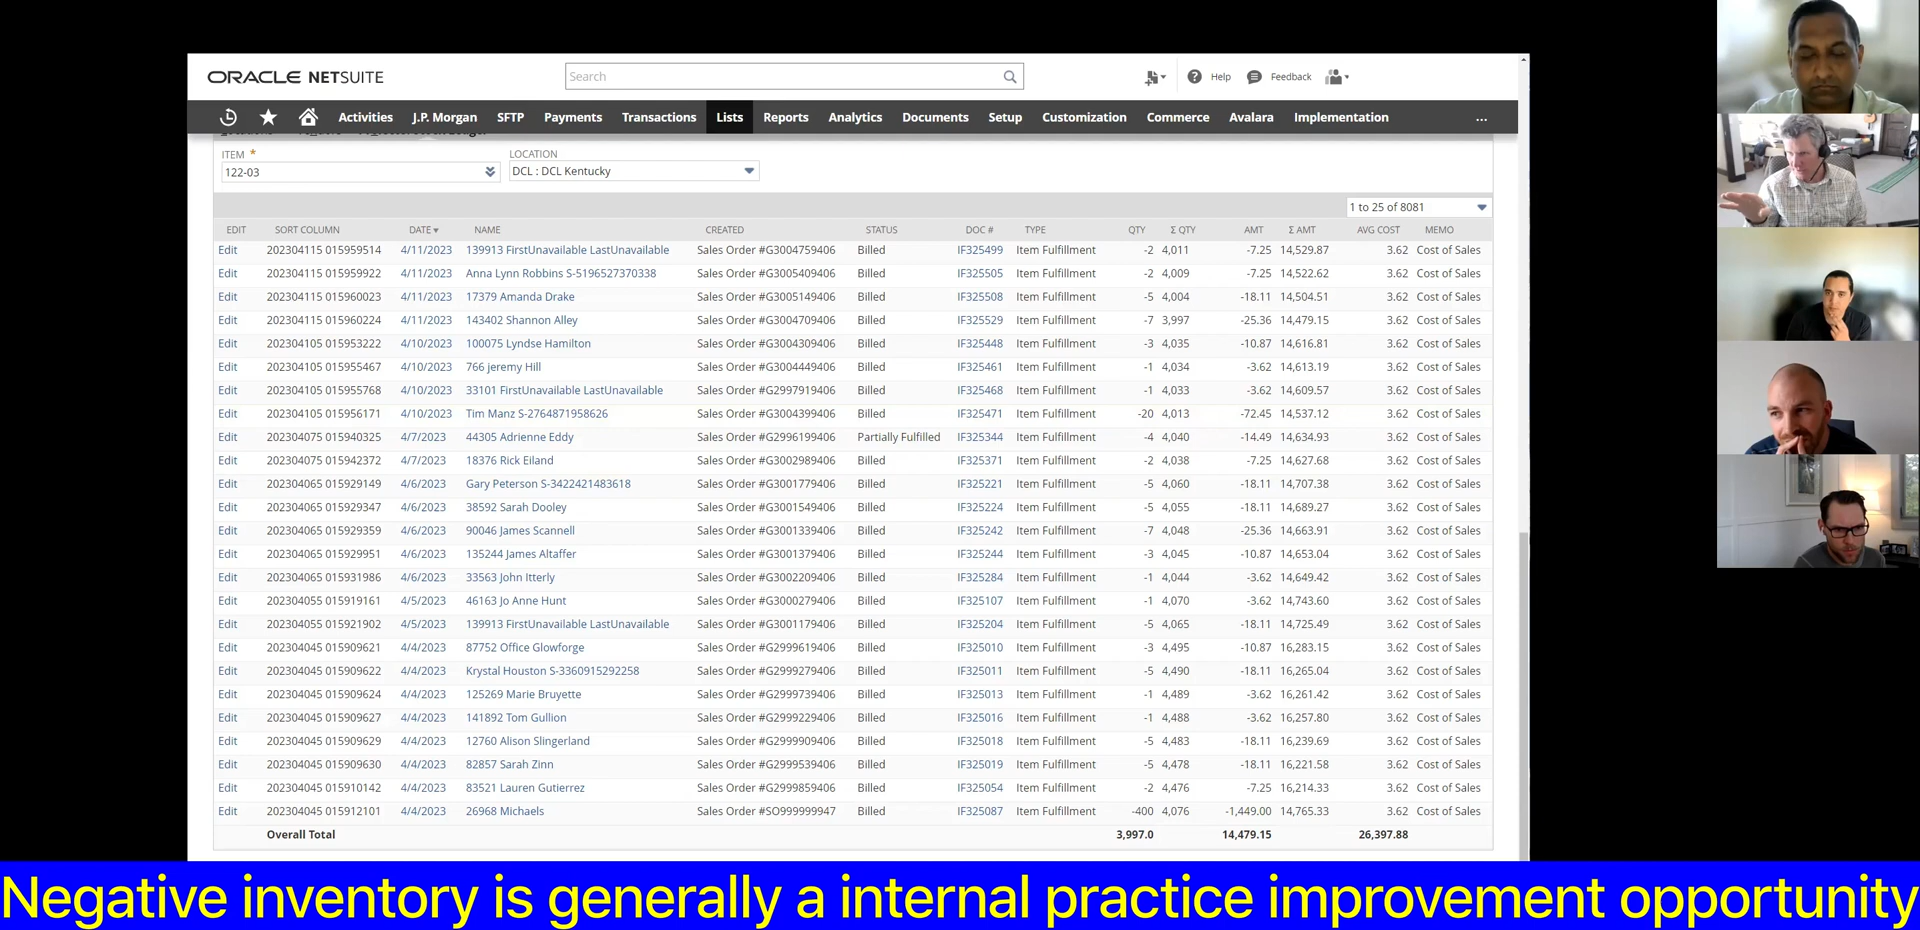 ORACLE NETSUITE
Search
Help Feedback
Activities J.P. Morgan SFTP Payments Transactions Lists Reports Analytics Documents Setup Customization Commerce Avalara Implementation ...
ITEM * LOCATION
122-03 DCL : DCL Kentucky
1 to 25 of 8081
EDIT SORT COLUMN DATE NAME CREATED STATUS DOC # TYPE QTY Σ QTY AMT Σ AMT AVG COST MEMO
Edit 202304115 015959514 4/11/2023 139913 FirstUnavailable LastUnavailable Sales Order #G3004759406 Billed IF325499 Item Fulfillment -2 4,011 -7.25 14,529.87 3.62 Cost of Sales
Edit 202304115 015959922 4/11/2023 Anna Lynn Robbins S-5196527370338 Sales Order #G3005409406 Billed IF325505 Item Fulfillment -2 4,009 -7.25 14,522.62 3.62 Cost of Sales
Edit 202304115 015960023 4/11/2023 17379 Amanda Drake Sales Order #G3005149406 Billed IF325508 Item Fulfillment -5 4,004 -18.11 14,504.51 3.62 Cost of Sales
Edit 202304115 015960224 4/11/2023 143402 Shannon Alley Sales Order #G3004709406 Billed IF325529 Item Fulfillment -7 3,997 -25.36 14,479.15 3.62 Cost of Sales
Edit 202304105 015953222 4/10/2023 100075 Lyndse Hamilton Sales Order #G3004309406 Billed IF325448 Item Fulfillment -3 4,035 -10.87 14,616.81 3.62 Cost of Sales
Edit 202304105 015955467 4/10/2023 766 jeremy Hill Sales Order #G3004449406 Billed IF325461 Item Fulfillment -1 4,034 -3.62 14,613.19 3.62 Cost of Sales
Edit 202304105 015955768 4/10/2023 33101 FirstUnavailable LastUnavailable Sales Order #G2997919406 Billed IF325468 Item Fulfillment -1 4,033 -3.62 14,609.57 3.62 Cost of Sales
Edit 202304105 015956171 4/10/2023 Tim Manz S-2764871958626 Sales Order #G3004399406 Billed IF325471 Item Fulfillment -20 4,013 -72.45 14,537.12 3.62 Cost of Sales
Edit 202304075 015940325 4/7/2023 44305 Adrienne Eddy Sales Order #G2996199406 Partially Fulfilled IF325344 Item Fulfillment -4 4,040 -14.49 14,634.93 3.62 Cost of Sales
Edit 202304075 015942372 4/7/2023 18376 Rick Eiland Sales Order #G3002989406 Billed IF325371 Item Fulfillment -2 4,038 -7.25 14,627.68 3.62 Cost of Sales
Edit 202304065 015929149 4/6/2023 Gary Peterson S-3422421483618 Sales Order #G3001779406 Billed IF325221 Item Fulfillment -5 4,060 -18.11 14,707.38 3.62 Cost of Sales
Edit 202304065 015929347 4/6/2023 38592 Sarah Dooley Sales Order #G3001549406 Billed IF325224 Item Fulfillment -5 4,055 -18.11 14,689.27 3.62 Cost of Sales
Edit 202304065 015929359 4/6/2023 90046 James Scannell Sales Order #G3001339406 Billed IF325242 Item Fulfillment -7 4,048 -25.36 14,663.91 3.62 Cost of Sales
Edit 202304065 015929951 4/6/2023 135244 James Altaffer Sales Order #G3001379406 Billed IF325244 Item Fulfillment -3 4,045 -10.87 14,653.04 3.62 Cost of Sales
Edit 202304065 015931986 4/6/2023 33563 John Itterly Sales Order #G3002209406 Billed IF325284 Item Fulfillment -1 4,044 -3.62 14,649.42 3.62 Cost of Sales
Edit 202304055 015919161 4/5/2023 46163 Jo Anne Hunt Sales Order #G3000279406 Billed IF325107 Item Fulfillment -1 4,070 -3.62 14,743.60 3.62 Cost of Sales
Edit 202304055 015921902 4/5/2023 139913 FirstUnavailable LastUnavailable Sales Order #G3001179406 Billed IF325204 Item Fulfillment -5 4,065 -18.11 14,725.49 3.62 Cost of Sales
Edit 202304045 015909621 4/4/2023 87752 Office Glowforge Sales Order #G2999619406 Billed IF325010 Item Fulfillment -3 4,495 -10.87 16,283.15 3.62 Cost of Sales
Edit 202304045 015909622 4/4/2023 Krystal Houston S-3360915292258 Sales Order #G2999279406 Billed IF325011 Item Fulfillment -5 4,490 -18.11 16,265.04 3.62 Cost of Sales
Edit 202304045 015909624 4/4/2023 125269 Marie Bruyette Sales Order #G2999739406 Billed IF325013 Item Fulfillment -1 4,489 -3.62 16,261.42 3.62 Cost of Sales
Edit 202304045 015909627 4/4/2023 141892 Tom Gullion Sales Order #G2999229406 Billed IF325016 Item Fulfillment -1 4,488 -3.62 16,257.80 3.62 Cost of Sales
Edit 202304045 015909629 4/4/2023 12760 Alison Slingerland Sales Order #G2999909406 Billed IF325018 Item Fulfillment -5 4,483 -18.11 16,239.69 3.62 Cost of Sales
Edit 202304045 015909630 4/4/2023 82857 Sarah Zinn Sales Order #G2999539406 Billed IF325019 Item Fulfillment -5 4,478 -18.11 16,221.58 3.62 Cost of Sales
Edit 202304045 015910142 4/4/2023 83521 Lauren Gutierrez Sales Order #G2999859406 Billed IF325054 Item Fulfillment -2 4,476 -7.25 16,214.33 3.62 Cost of Sales
Edit 202304045 015912101 4/4/2023 26968 Michaels Sales Order #SO999999947 Billed IF325087 Item Fulfillment -400 4,076 -1,449.00 14,765.33 3.62 Cost of Sales
Overall Total 3,997.0 14,479.15 26,397.88
Negative inventory is generally a internal practice improvement opportunity